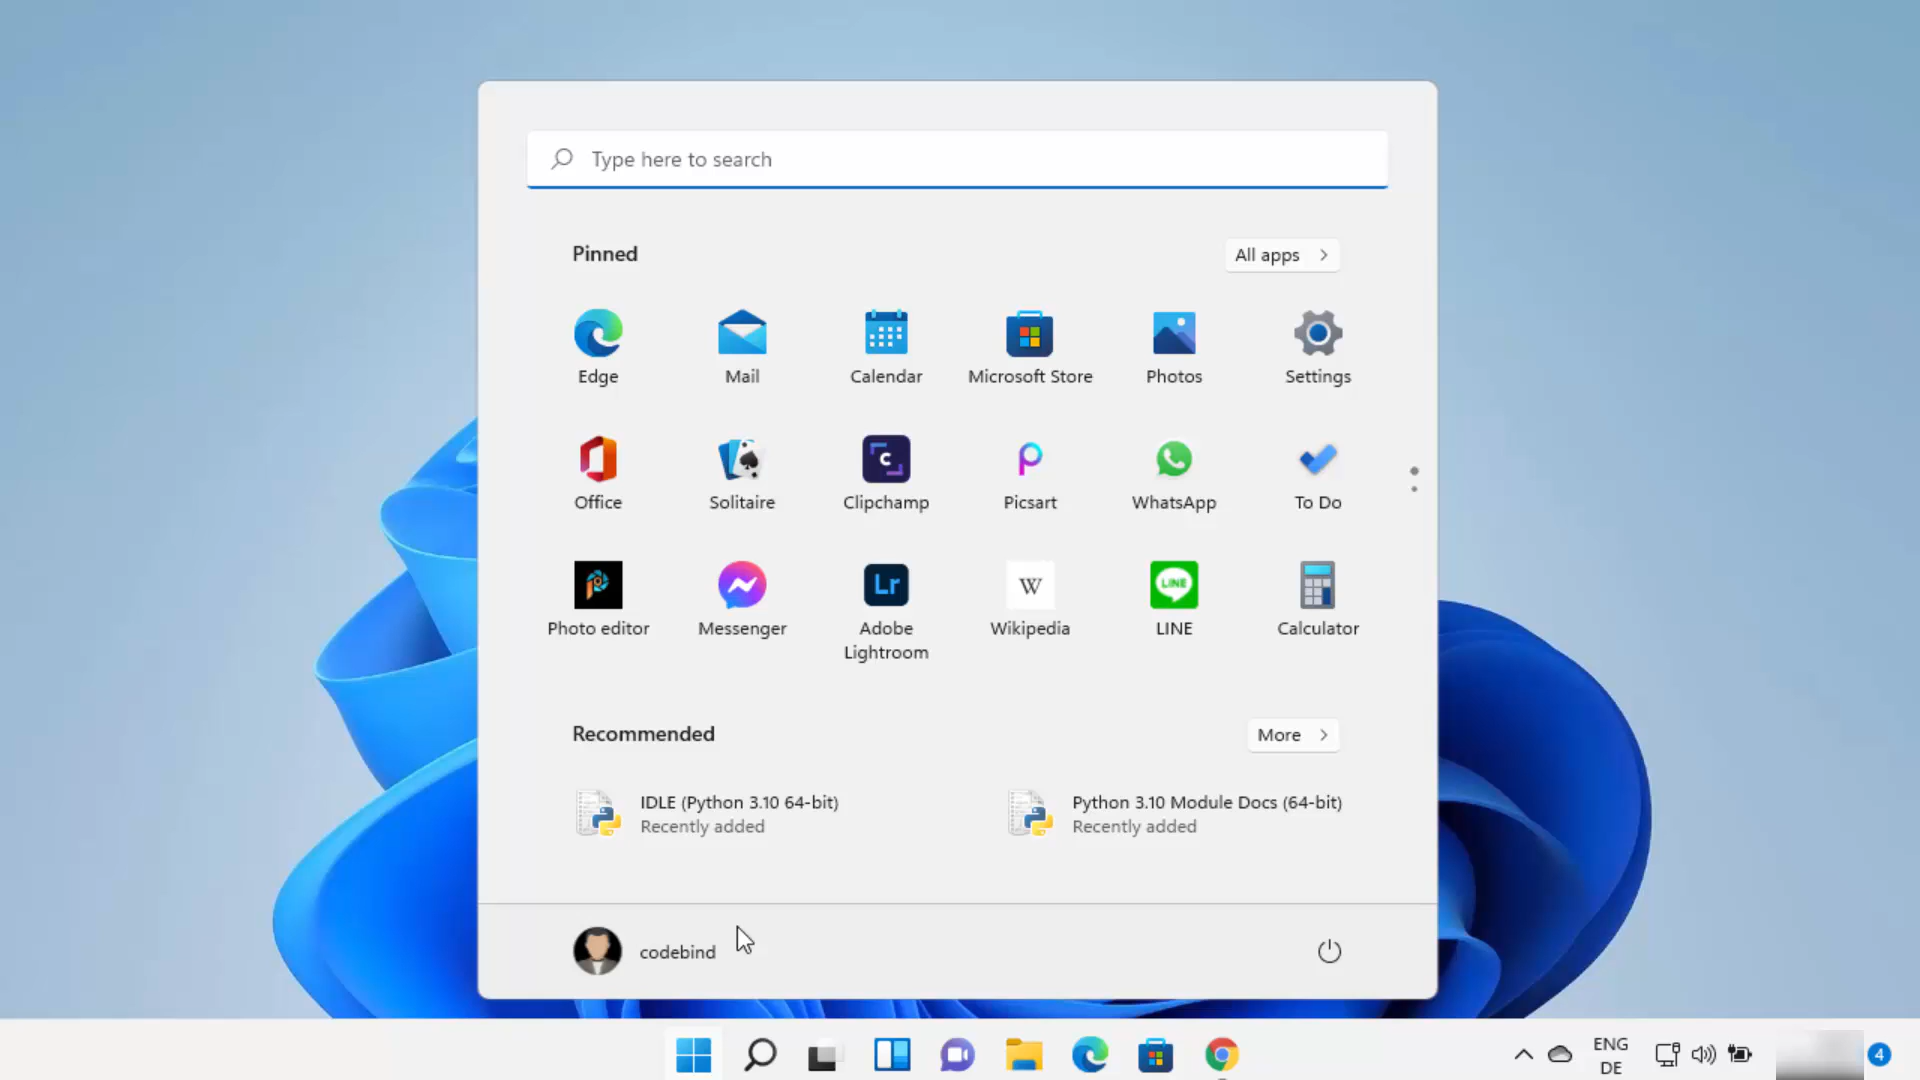 Type here to search
Pinned
All apps
Edge
Mail
Calendar
Microsoft Store
Photos
Settings
Office
Solitaire
Clipchamp
Picsart
WhatsApp
To Do
Photo editor
Messenger
Lr
Adobe
Lightroom
W
Wikipedia
LINE
LINE
Calculator
Recommended
More
IDLE (Python 3.10 64-bit)
Recently added
Python 3.10 Module Docs (64-bit)
Recently added
codebind
ENG
DE
4